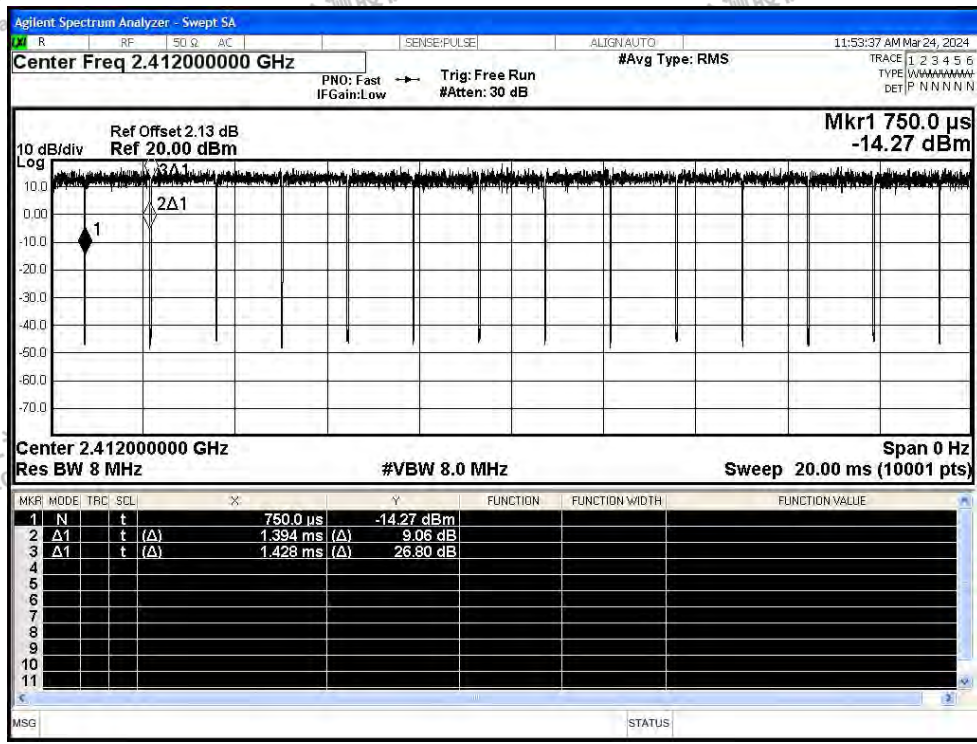 Agilent Spectrum Analyzer - Swept SA
R RF 50 Ω AC SENSE:PULSE ALIGN AUTO 11:53:37 AM Mar 24, 2024
Center Freq 2.412000000 GHz
PNO: Fast
IFGain:Low
Trig: Free Run
#Atten: 30 dB
#Avg Type: RMS
TRACE 1 2 3 4 5 6
TYPE WWWWWW
DET P N N N N N
Mkr1 750.0 µs
-14.27 dBm
Ref Offset 2.13 dB
10 dB/div Ref 20.00 dBm
Log
3Δ1
10.0
2Δ1
0.00
1
-10.0
-20.0
-30.0
-40.0
-50.0
-60.0
-70.0
Center 2.412000000 GHz Span 0 Hz
Res BW 8 MHz #VBW 8.0 MHz Sweep 20.00 ms (10001 pts)
MKR MODE TRC SCL X Y FUNCTION FUNCTION WIDTH FUNCTION VALUE
1 N t 750.0 µs -14.27 dBm
2 Δ1 t (Δ) 1.394 ms (Δ) 9.06 dB
3 Δ1 t (Δ) 1.428 ms (Δ) 26.80 dB
4
5
6
7
8
9
10
11
MSG STATUS